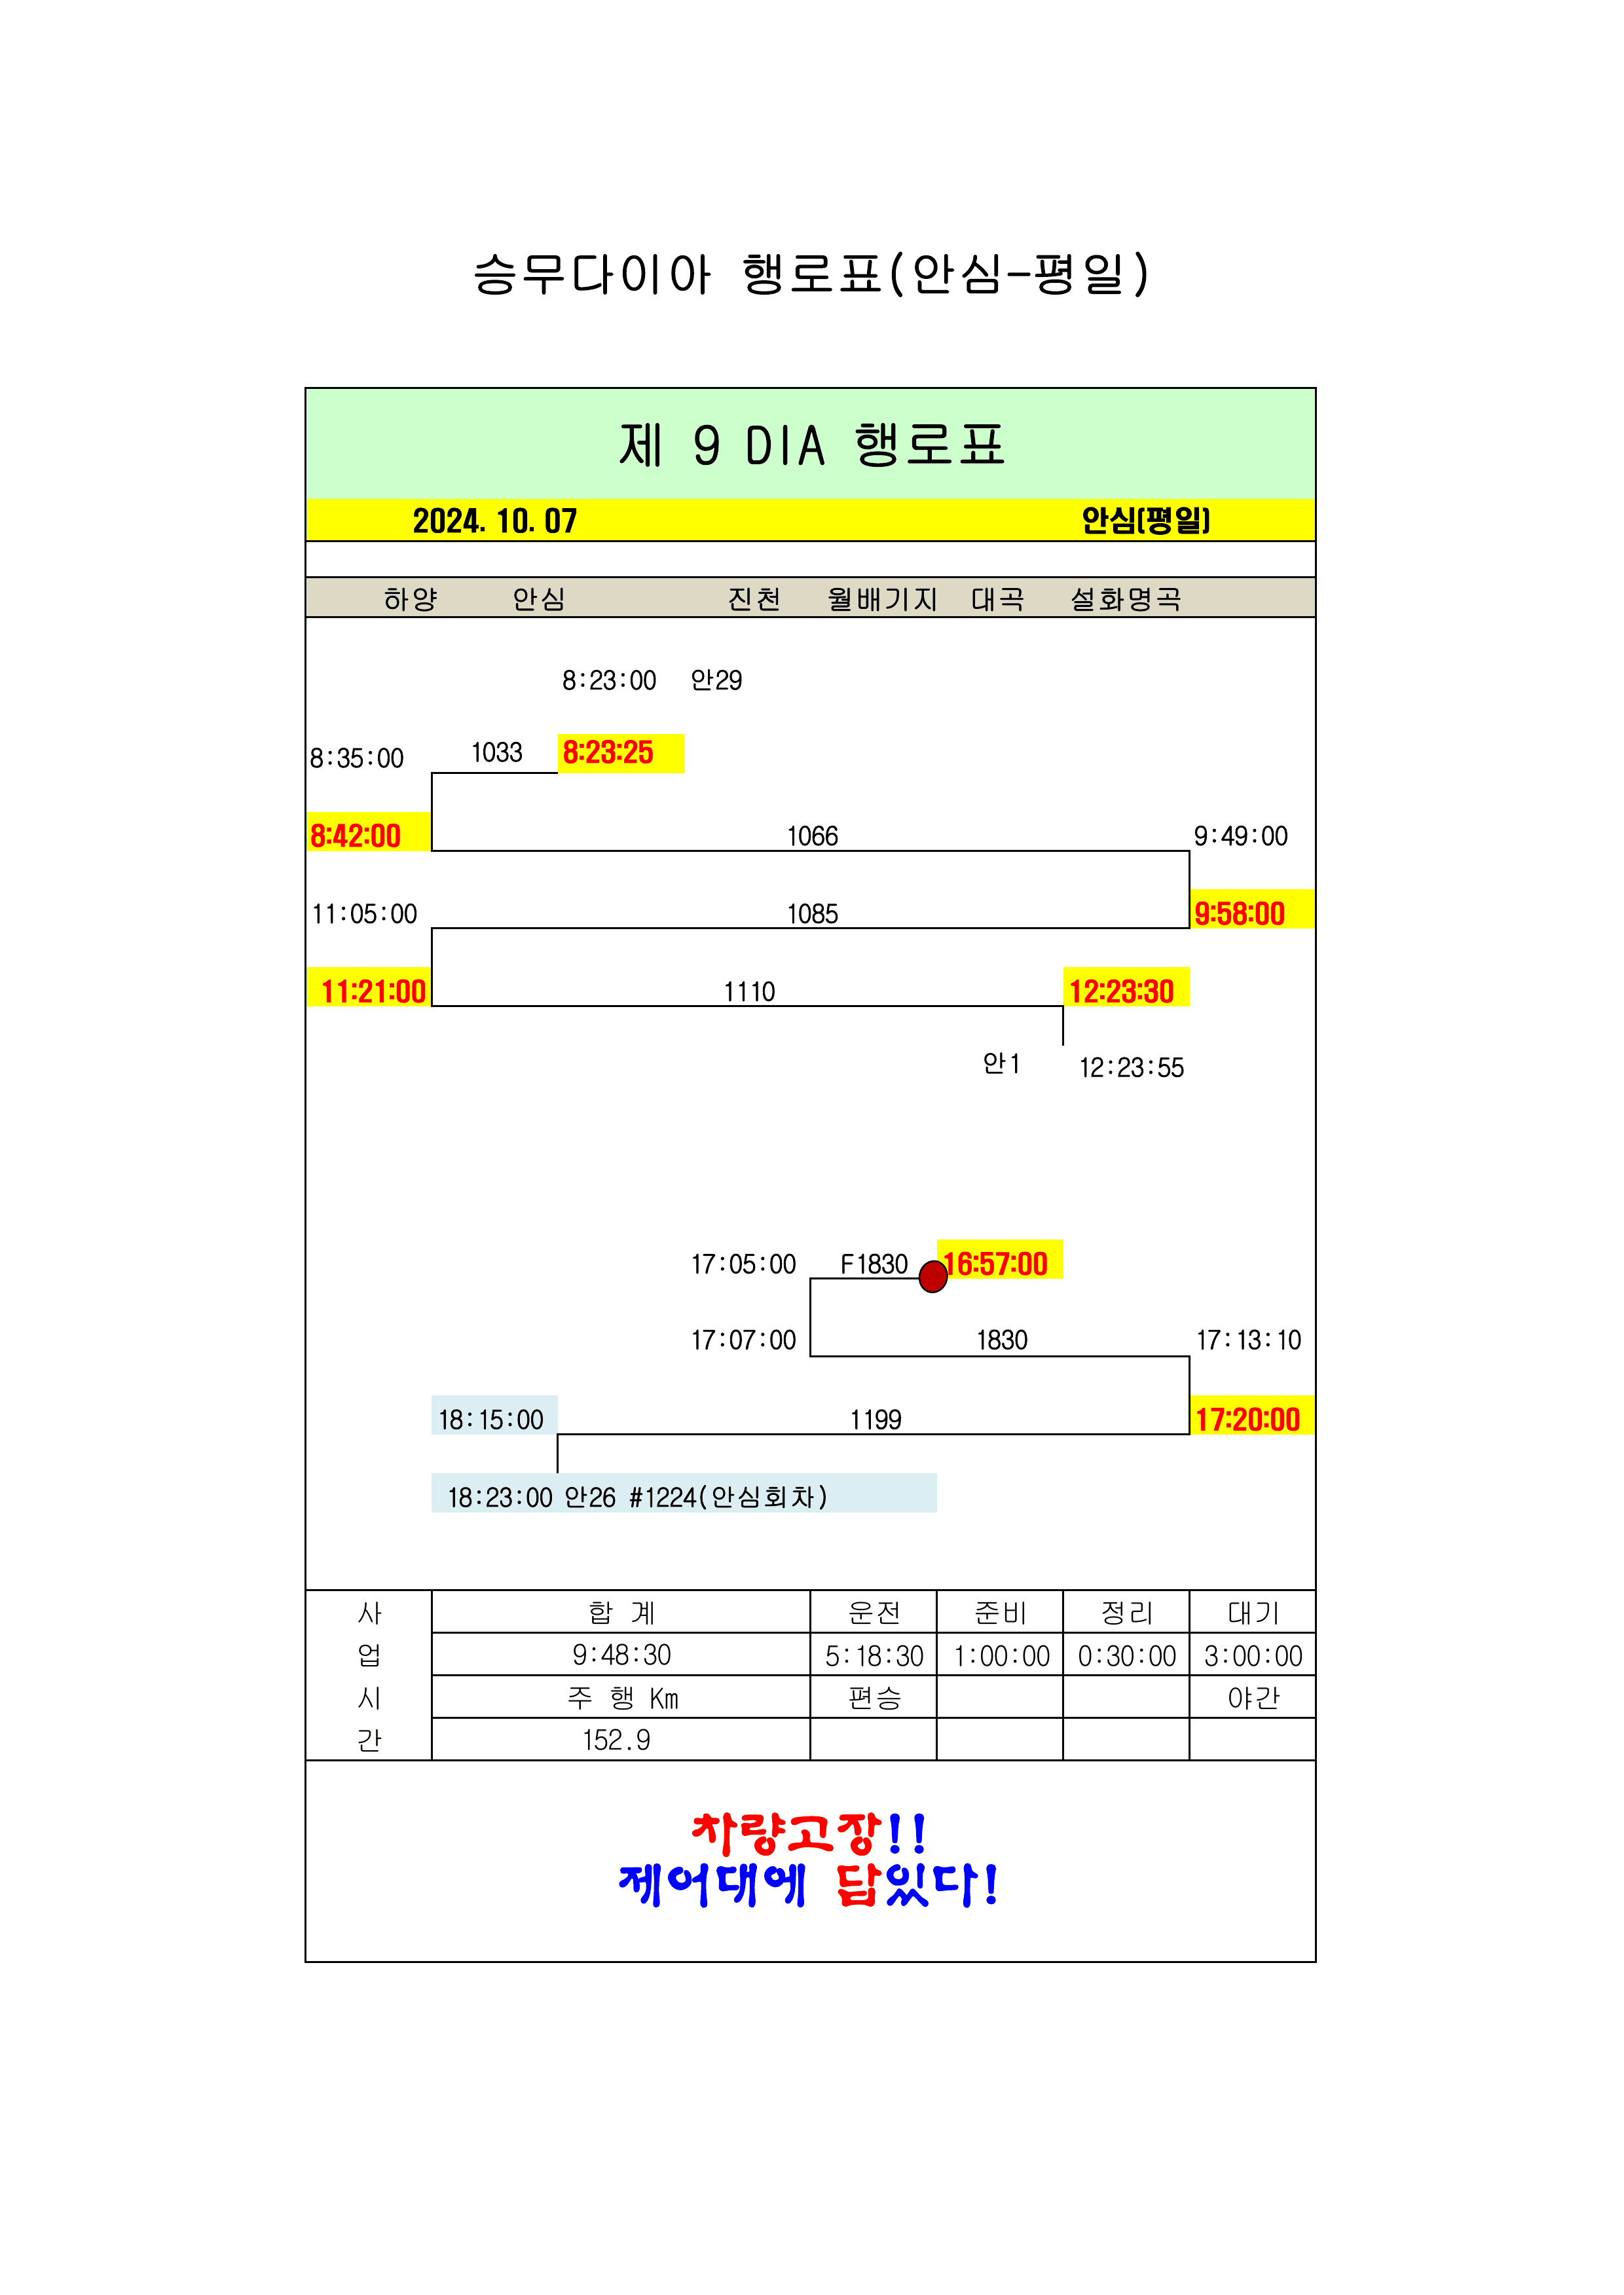 승무다이아 행로표(안심-평일)
제 9 DIA 행로표
2024. 10. 07 안심(평일)
하양 안심 진천 월배기지 대곡 설화명곡
8:23:00 안29
8:35:00 1033 8:23:25
8:42:00 1066 9:49:00
11:05:00 1085 9:58:00
11:21:00 1110 12:23:30
안1 12:23:55
17:05:00 F1830 16:57:00
17:07:00 1830 17:13:10
18:15:00 1199 17:20:00
18:23:00 안26 #1224(안심회차)
사 합 계 운전 준비 정리 대기
업 9:48:30 5:18:30 1:00:00 0:30:00 3:00:00
시 주 행 Km 편승 야간
간 152.9
차량고장!!
제어대에 답있다!